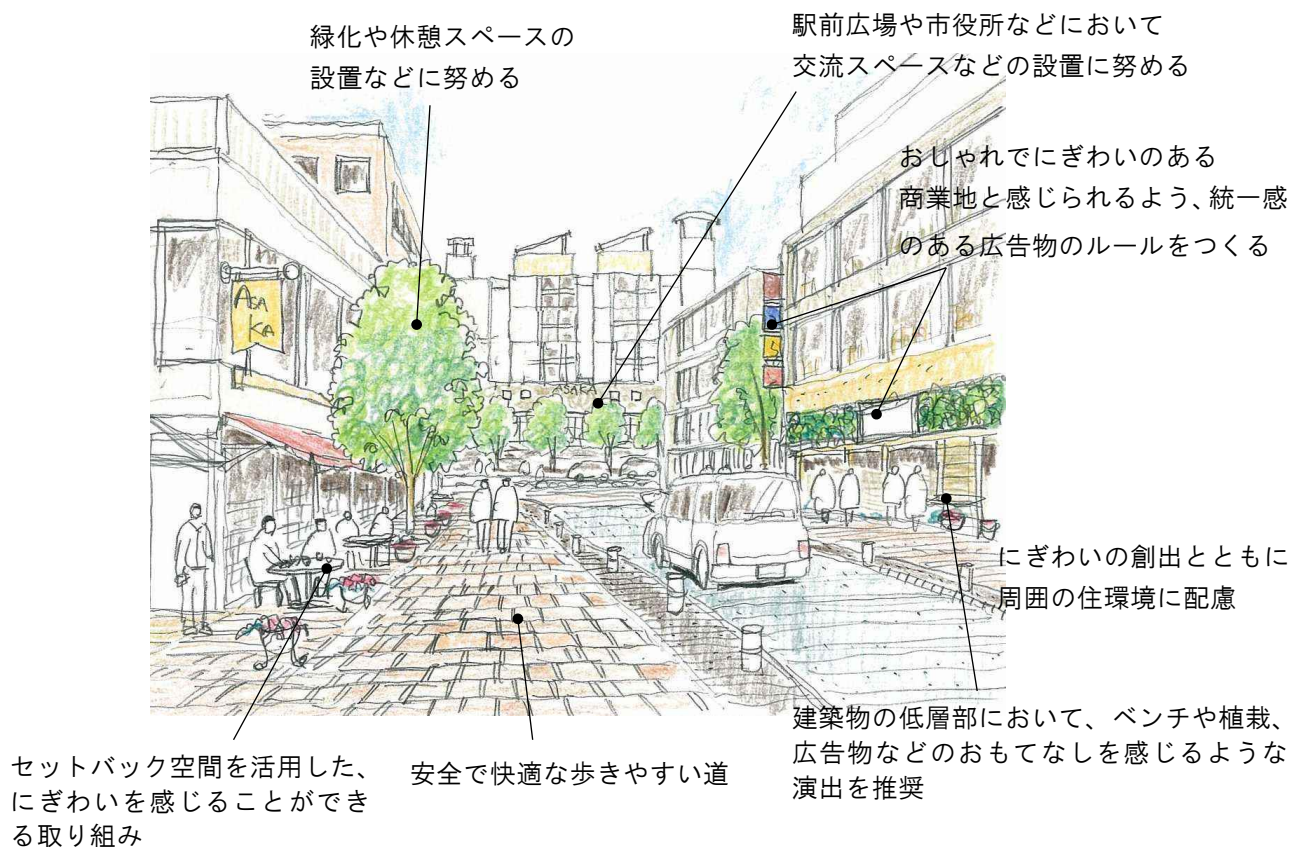 緑化や休憩スペースの
設置などに努める
駅前広場や市役所などにおいて
交流スペースなどの設置に努める
おしゃれでにぎわいのある
商業地と感じられるよう、統一感
のある広告物のルールをつくる
ASA
KA
ASAKA
にぎわいの創出とともに
周囲の住環境に配慮
建築物の低層部において、ベンチや植栽、
広告物などのおもてなしを感じるような
演出を推奨
セットバック空間を活用した、
にぎわいを感じることができ
る取り組み
安全で快適な歩きやすい道